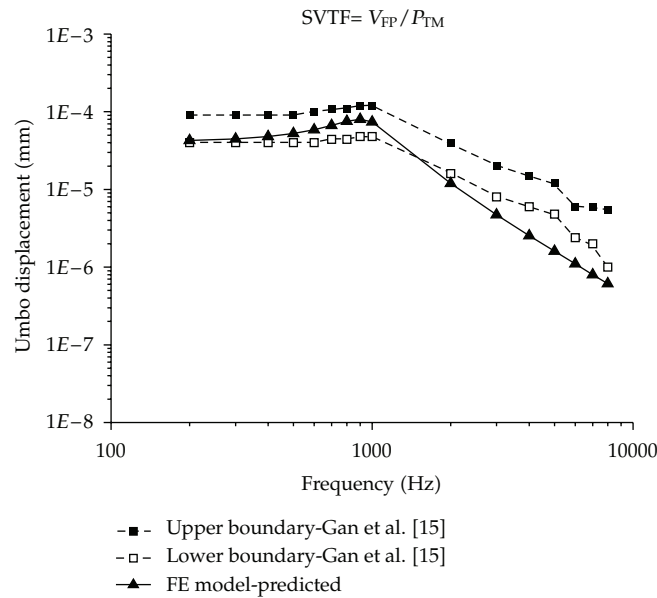 SVTF= V_FP/P_TM
1E−3
1E−4
1E−5
1E−6
1E−7
1E−8
Umbo displacement (mm)
100 1000 10000
Frequency (Hz)
Upper boundary-Gan et al. [15]
Lower boundary-Gan et al. [15]
FE model-predicted